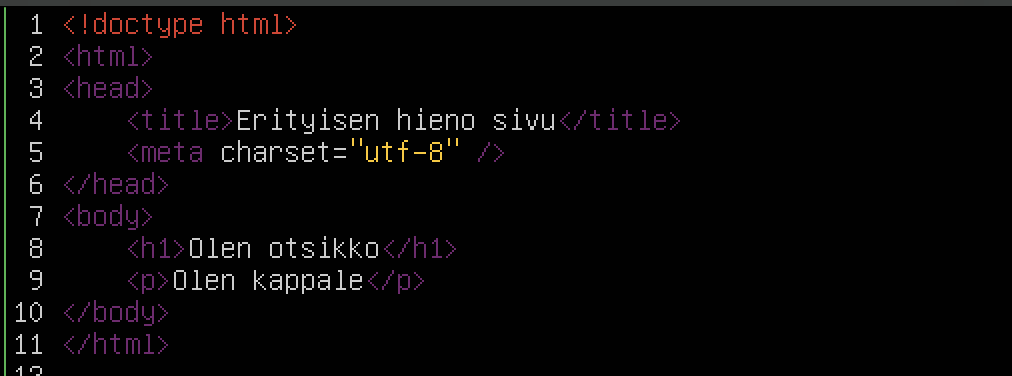 1 <!doctype html>
2 <html>
3 <head>
4     <title>Erityisen hieno sivu</title>
5     <meta charset="utf-8" />
6 </head>
7 <body>
8     <h1>Olen otsikko</h1>
9     <p>Olen kappale</p>
10 </body>
11 </html>
12